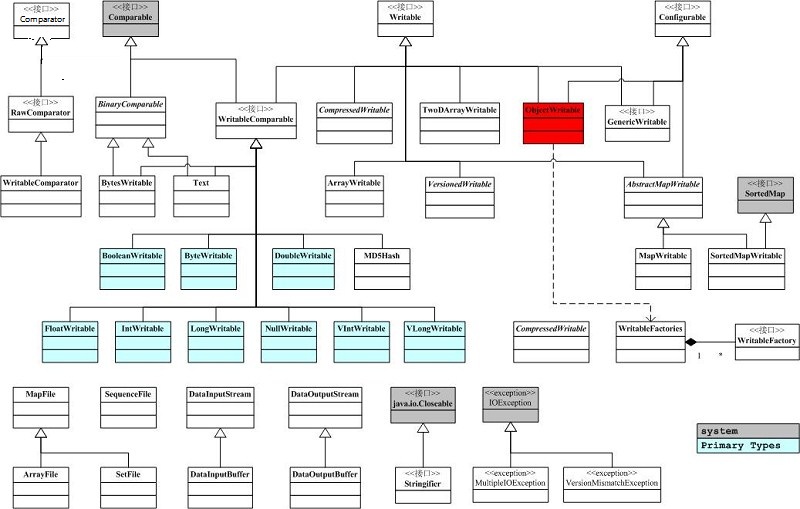 <<接口>>
Comparator
<<接口>>
Comparable
<<接口>>
Writable
<<接口>>
Configurable
<<接口>>
RawComparator
BinaryComparable
<<接口>>
WritableComparable
CompressedWritable
TwoDArrayWritable
ObjectWritable
<<接口>>
GenericWritable
WritableComparator
BytesWritable
Text
ArrayWritable
VersionedWritable
AbstractMapWritable
<<接口>>
SortedMap
BooleanWritable
ByteWritable
DoubleWritable
MD5Hash
MapWritable
SortedMapWritable
FloatWritable
IntWritable
LongWritable
NullWritable
VIntWritable
VLongWritable
CompressedWritable
WritableFactories
1
*
<<接口>>
WritableFactory
MapFile
SequenceFile
DataInputStream
DataOutputStream
<<接口>>
java.io.Closeable
<<exception>>
IOException
system
Primary Types
ArrayFile
SetFile
DataInputBuffer
DataOutputBuffer
<<接口>>
Stringifier
<<exception>>
MultipleIOException
<<exception>>
VersionMismatchException